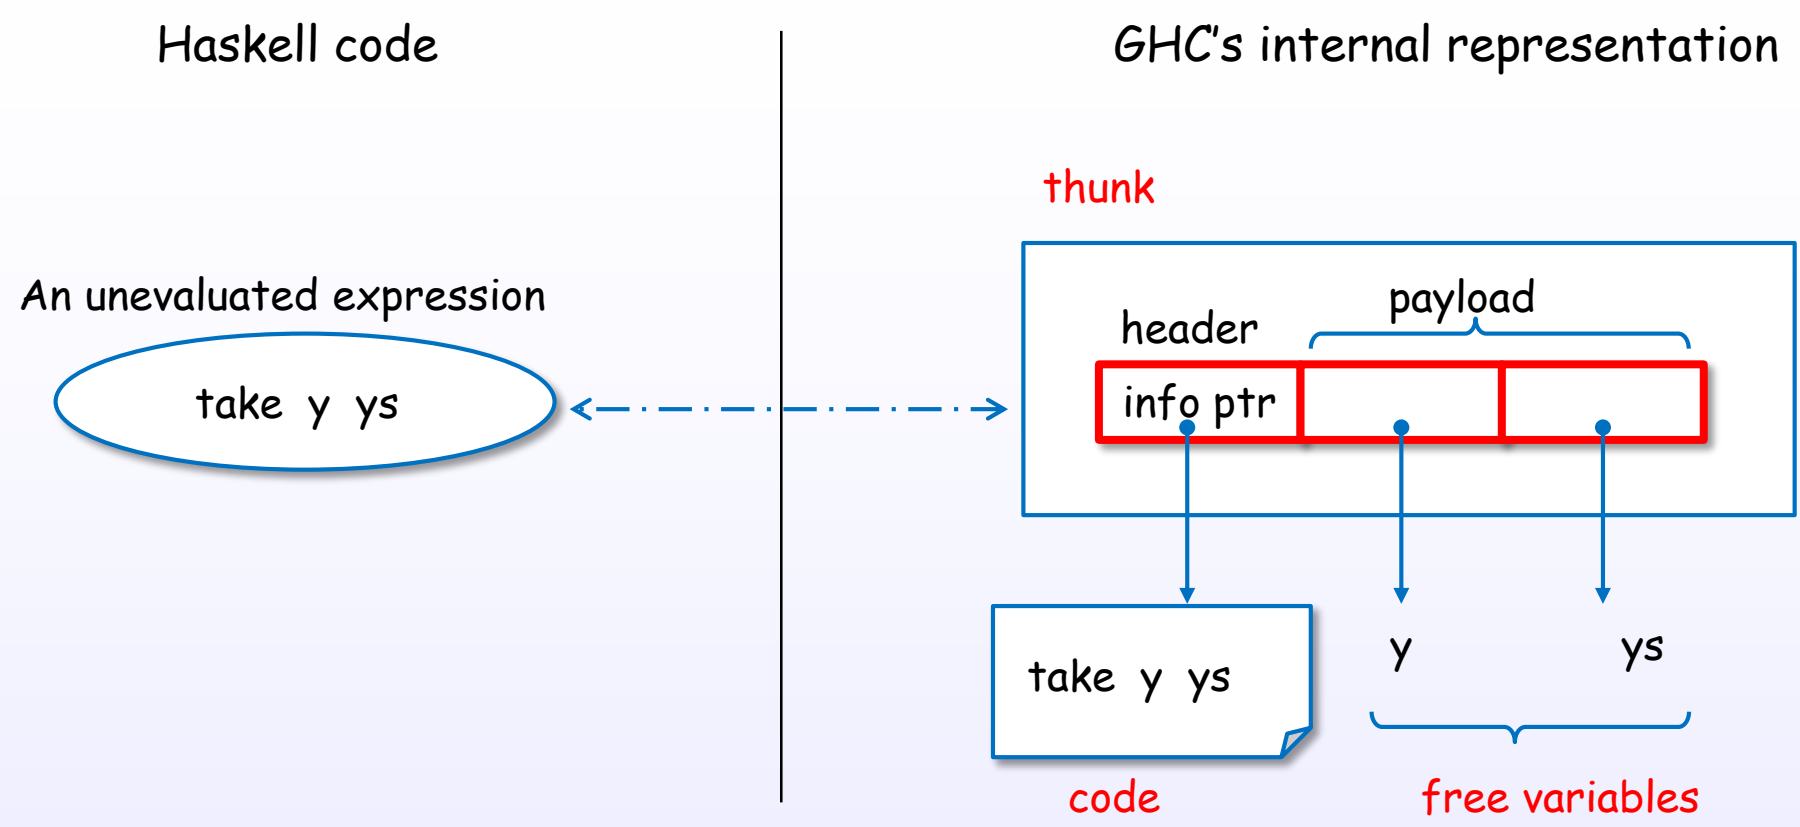 Haskell code
GHC's internal representation
thunk
An unevaluated expression
take y ys
payload
header
info ptr
take y ys
y
ys
code
free variables